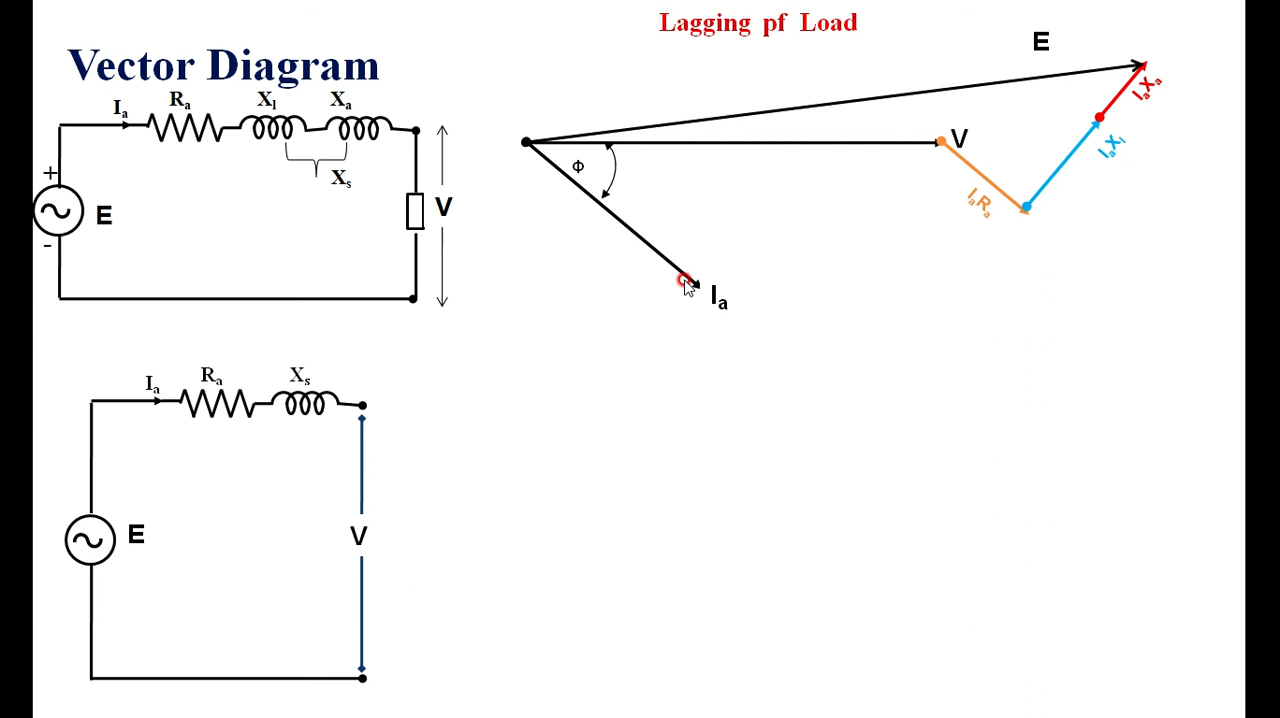 Lagging pf Load
Vector Diagram
Ia Ra Xl Xa
Xs
+
E
-
V
E
V
Φ
IaRa
IaXl
IaXa
Ia
Ia Ra Xs
E
V